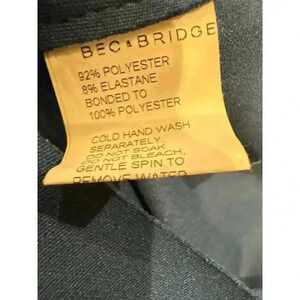 BEC & BRIDGE
92% POLYESTER
8% ELASTANE
BONDED TO
100% POLYESTER
COLD HAND WASH
SEPARATELY.
DO NOT SOAK
DO NOT BLEACH,
GENTLE SPIN TO
REMOVE WATER